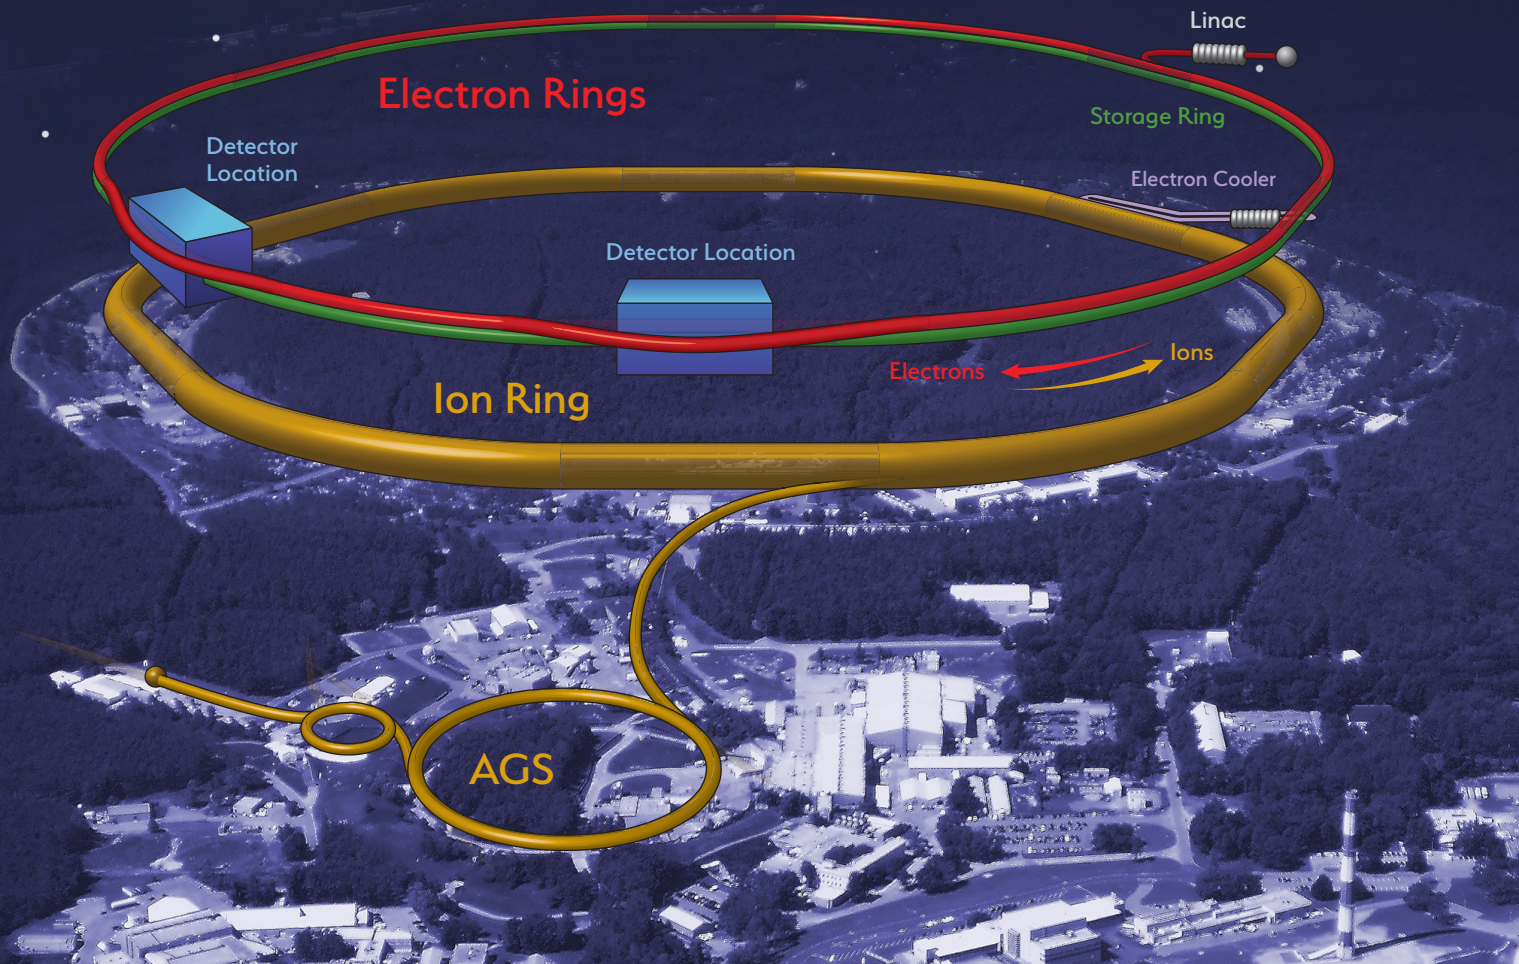 Linac
Electron Rings
Storage Ring
Detector
Location
Electron Cooler
Detector Location
Ions
Electrons
Ion Ring
AGS